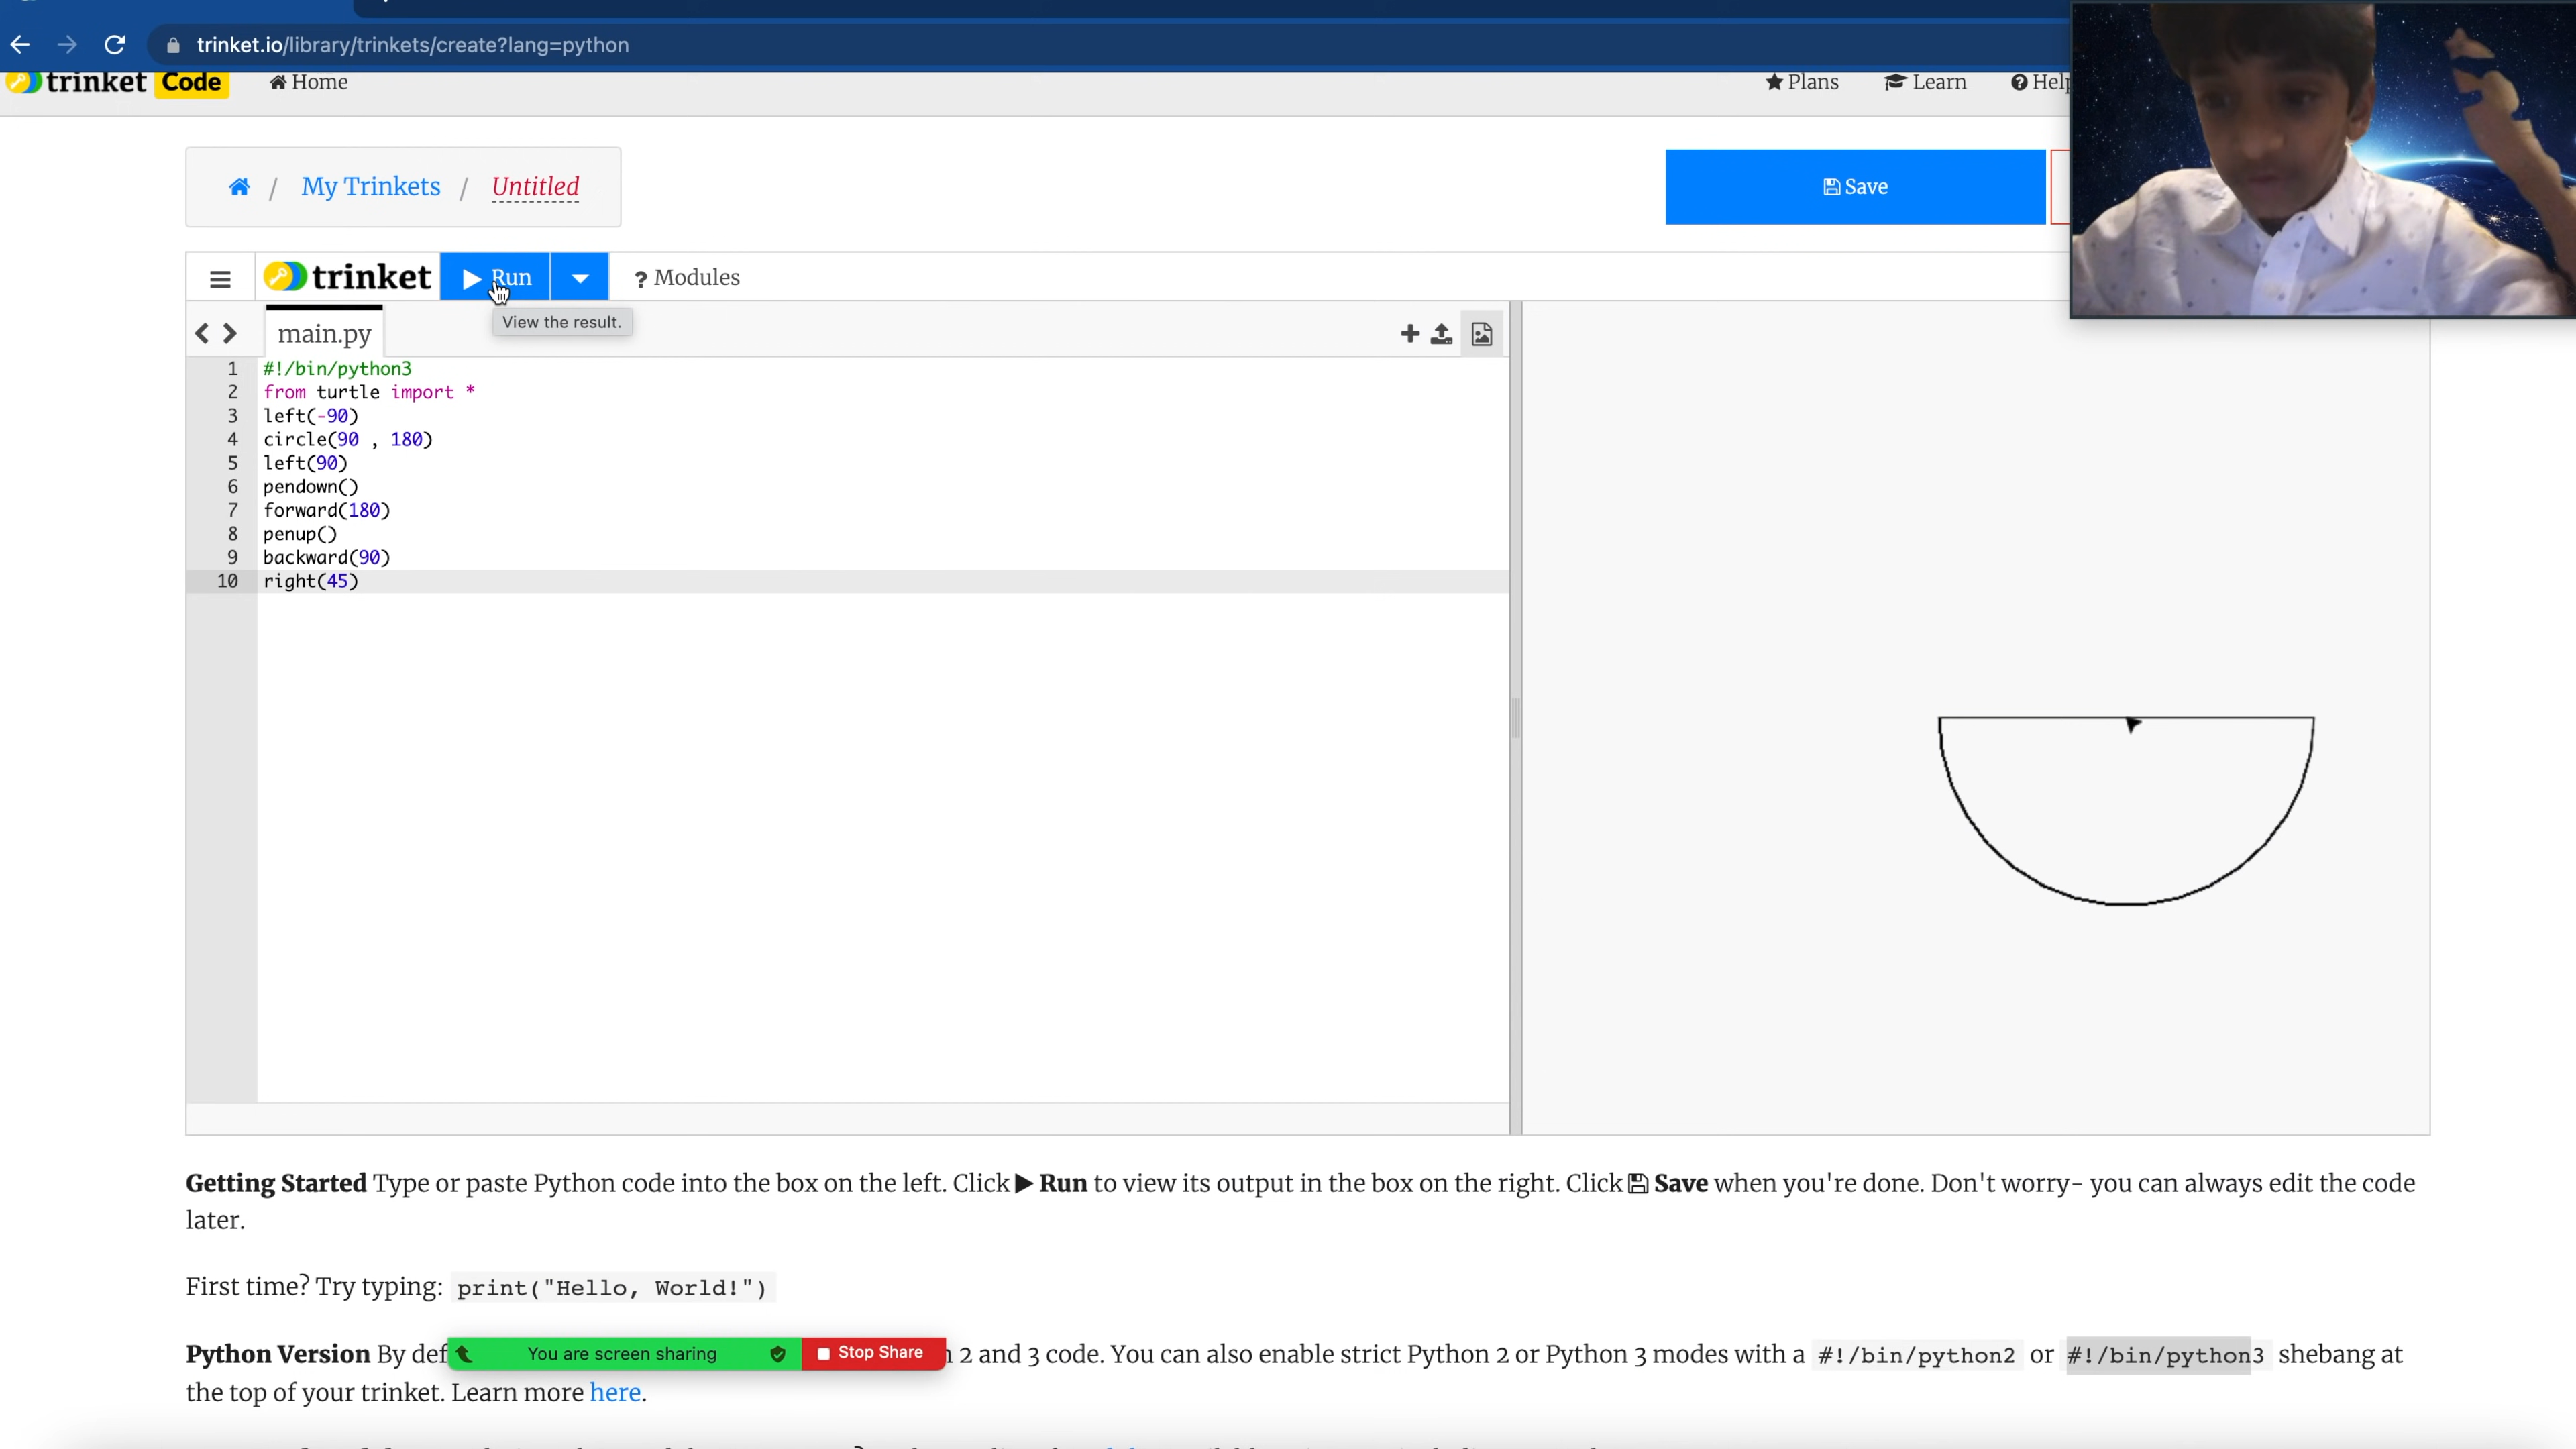 trinket.io/library/trinkets/create?lang=python
trinket Code Home Plans Learn Help
/ My Trinkets / Untitled
Save
trinket Run ? Modules
View the result.
main.py
1 #!/bin/python3
2 from turtle import *
3 left(-90)
4 circle(90 , 180)
5 left(90)
6 pendown()
7 forward(180)
8 penup()
9 backward(90)
10 right(45)
Getting Started Type or paste Python code into the box on the left. Click Run to view its output in the box on the right. Click Save when you're done. Don't worry- you can always edit the code
later.
First time? Try typing: print("Hello, World!")
Python Version By def You are screen sharing Stop Share 2 and 3 code. You can also enable strict Python 2 or Python 3 modes with a #!/bin/python2 or #!/bin/python3 shebang at
the top of your trinket. Learn more here.